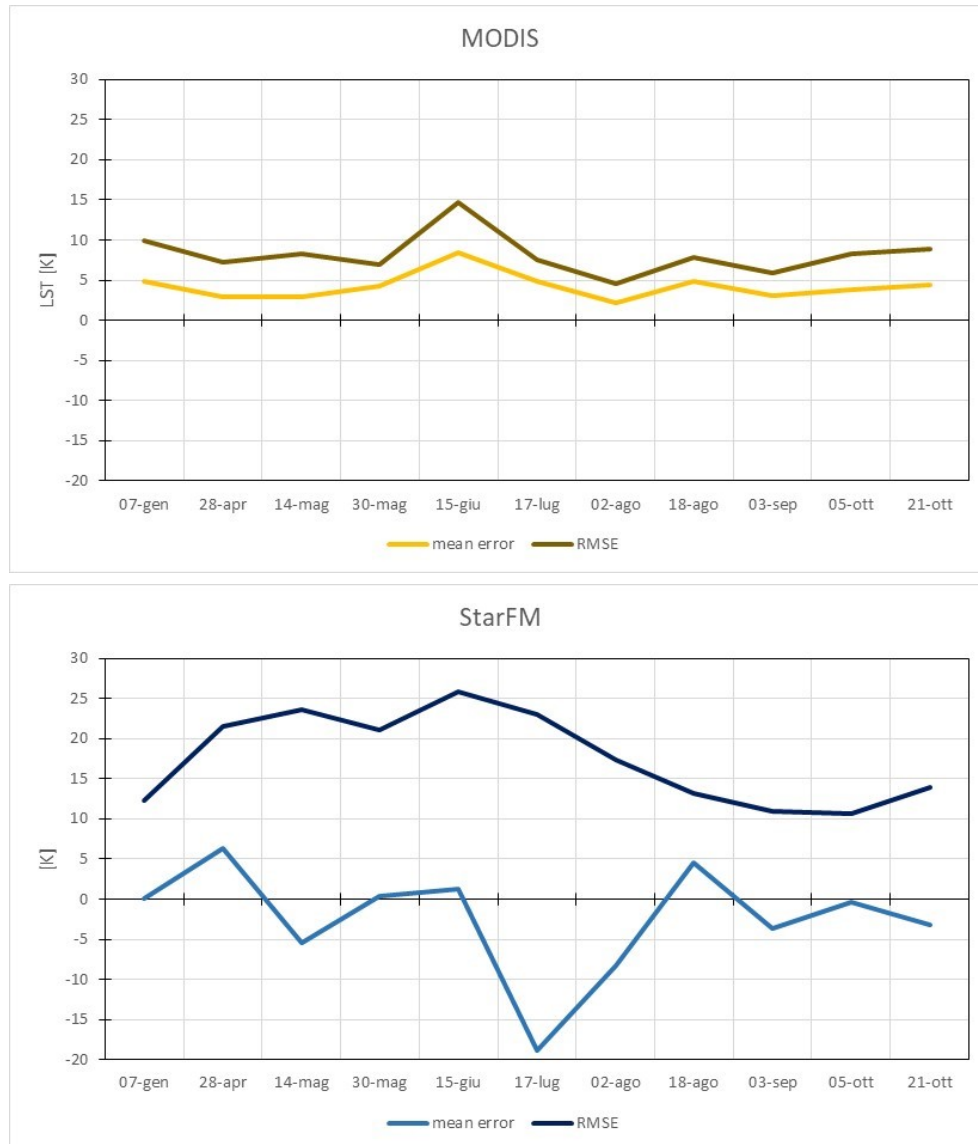 MODIS
30
25
20
15
10
5
0
-5
-10
-15
-20
LST [K]
07-gen 28-apr 14-mag 30-mag 15-giu 17-lug 02-ago 18-ago 03-sep 05-ott 21-ott
mean error RMSE
StarFM
30
25
20
15
10
5
0
-5
-10
-15
-20
[K]
07-gen 28-apr 14-mag 30-mag 15-giu 17-lug 02-ago 18-ago 03-sep 05-ott 21-ott
mean error RMSE